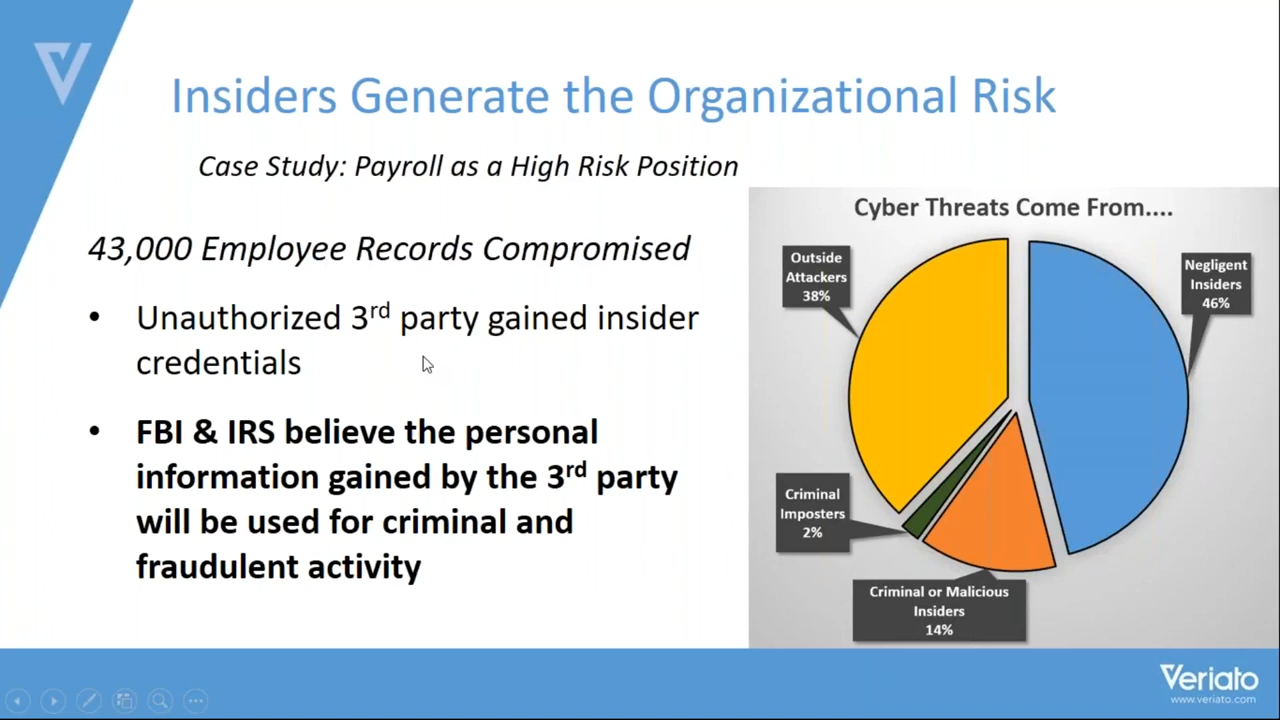 Insiders Generate the Organizational Risk
Case Study: Payroll as a High Risk Position
43,000 Employee Records Compromised
• Unauthorized 3rd party gained insider
credentials
• FBI & IRS believe the personal
information gained by the 3rd party
will be used for criminal and
fraudulent activity
Cyber Threats Come From....
Outside
Attackers
38%
Negligent
Insiders
46%
Criminal
Imposters
2%
Criminal or Malicious
Insiders
14%
Veriato
www.veriato.com